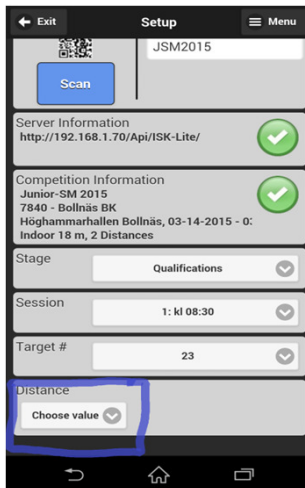 Exit
Setup
Menu
JSM2015
Scan
Server Information
http://192.168.1.70/Api/ISK-Lite/
Competition Information
Junior-SM 2015
7840 - Bollnäs BK
Höghammarhallen Bollnäs, 03-14-2015 - 03
Indoor 18 m, 2 Distances
Stage
Qualifications
Session
1: kl 08:30
Target #
23
Distance
Choose value